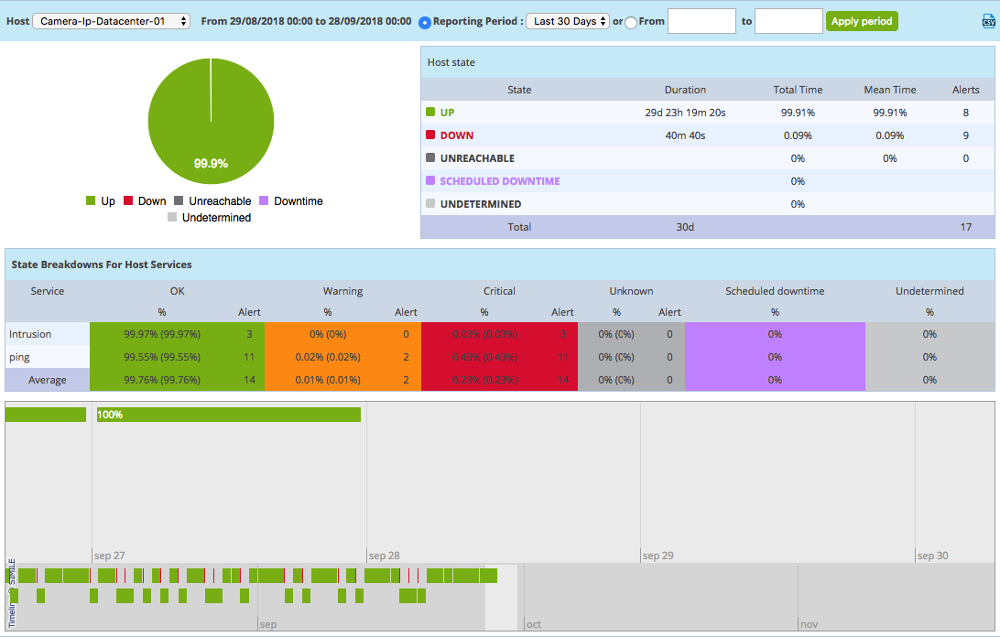 Host Camera-Ip-Datacenter-01 From 29/08/2018 00:00 to 28/09/2018 00:00 Reporting Period : Last 30 Days or From to Apply period CSV
99.9%
Up Down Unreachable Downtime
Undetermined
Host state
State Duration Total Time Mean Time Alerts
UP 29d 23h 19m 20s 99.91% 99.91% 8
DOWN 40m 40s 0.09% 0.09% 9
UNREACHABLE 0% 0% 0
SCHEDULED DOWNTIME 0%
UNDETERMINED 0%
Total 30d 17
State Breakdowns For Host Services
Service OK Warning Critical Unknown Scheduled downtime Undetermined
% Alert % Alert % Alert % Alert % %
Intrusion 99.97% (99.97%) 3 0% (0%) 0 0.03% (0.03%) 3 0% (0%) 0 0% 0%
ping 99.55% (99.55%) 11 0.02% (0.02%) 2 0.43% (0.43%) 11 0% (0%) 0 0% 0%
Average 99.76% (99.76%) 14 0.01% (0.01%) 2 0.23% (0.23%) 14 0% (0%) 0 0% 0%
100%
sep 27 sep 28 sep 29 sep 30
Timeline © SIMILE
sep oct nov